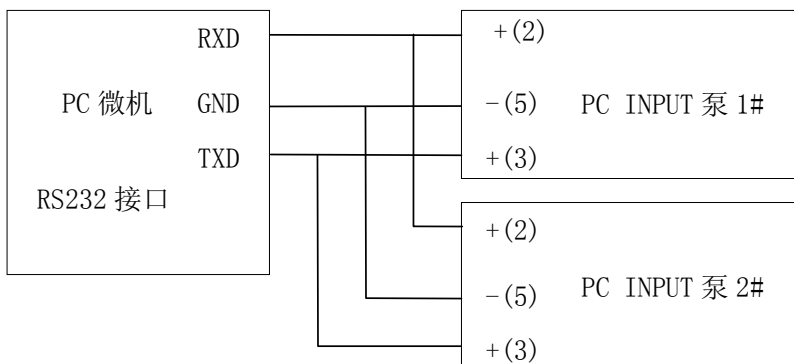 RXD
PC 微机 GND
TXD
RS232 接口
+(2)
-(5) PC INPUT 泵 1#
+(3)
+(2)
-(5) PC INPUT 泵 2#
+(3)